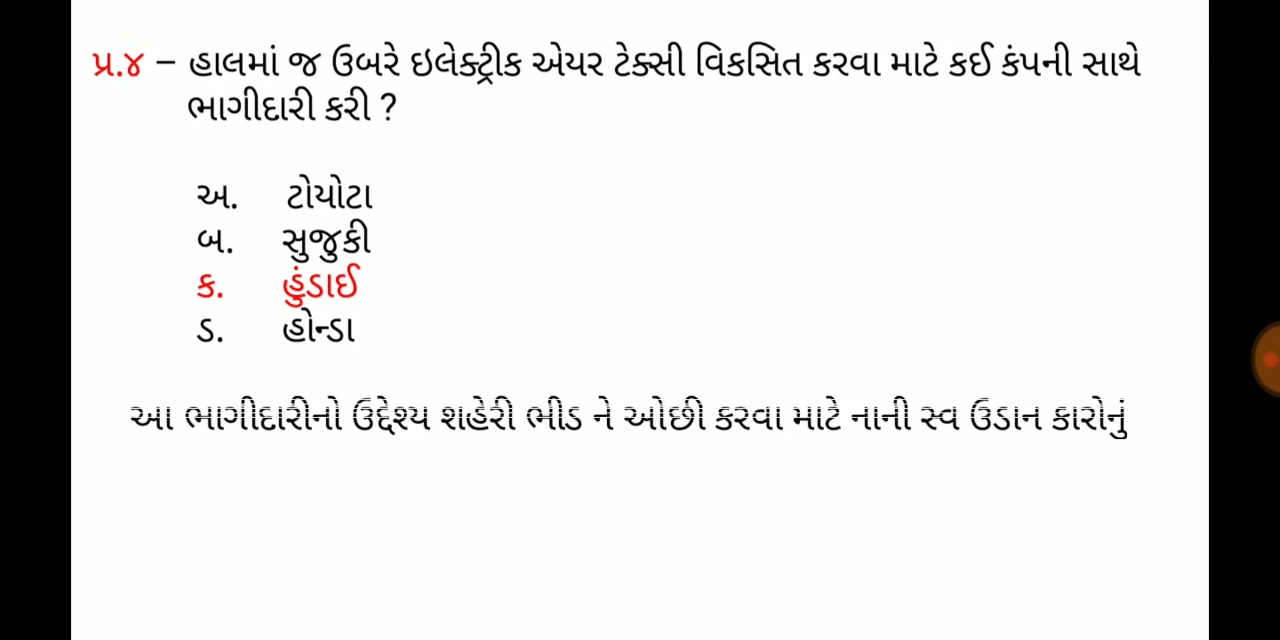 પ્ર.૪ – હાલમાં જ ઉબરે ઇલેક્ટ્રીક એયર ટેક્સી વિકસિત કરવા માટે કઈ કંપની સાથે
ભાગીદારી કરી ?
અ. ટોયોટા
બ. સુજુકી
ક. હુંડાઈ
ડ. હોન્ડા
આ ભાગીદારીનો ઉદ્દેશ્ય શહેરી ભીડ ને ઓછી કરવા માટે નાની સ્વ ઉડાન કારોનું